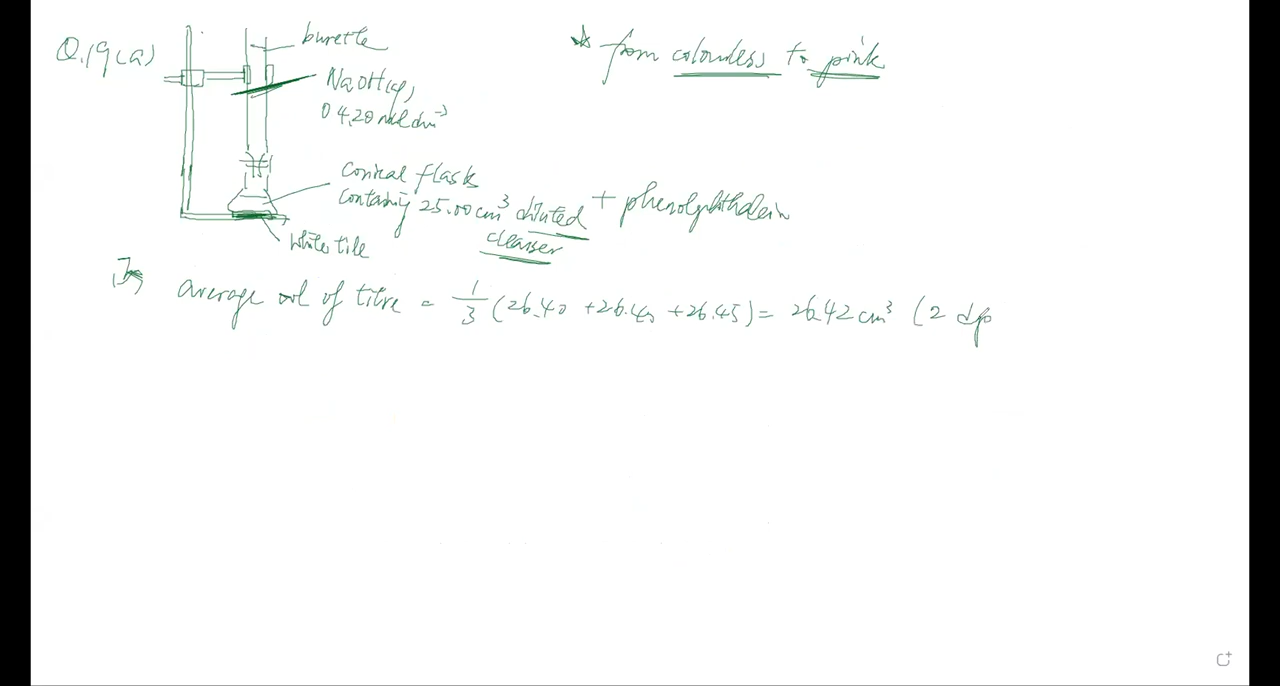 Q.19(a)
burette
NaOH(aq)
0.420 mol dm⁻³
conical flask
containing 25.00 cm³ diluted + phenolphthalein
cleanser
white tile
* from colourless to pink
average vol of titre = 1/3 (26.40 + 26.40 + 26.45) = 26.42 cm³ (2 dp